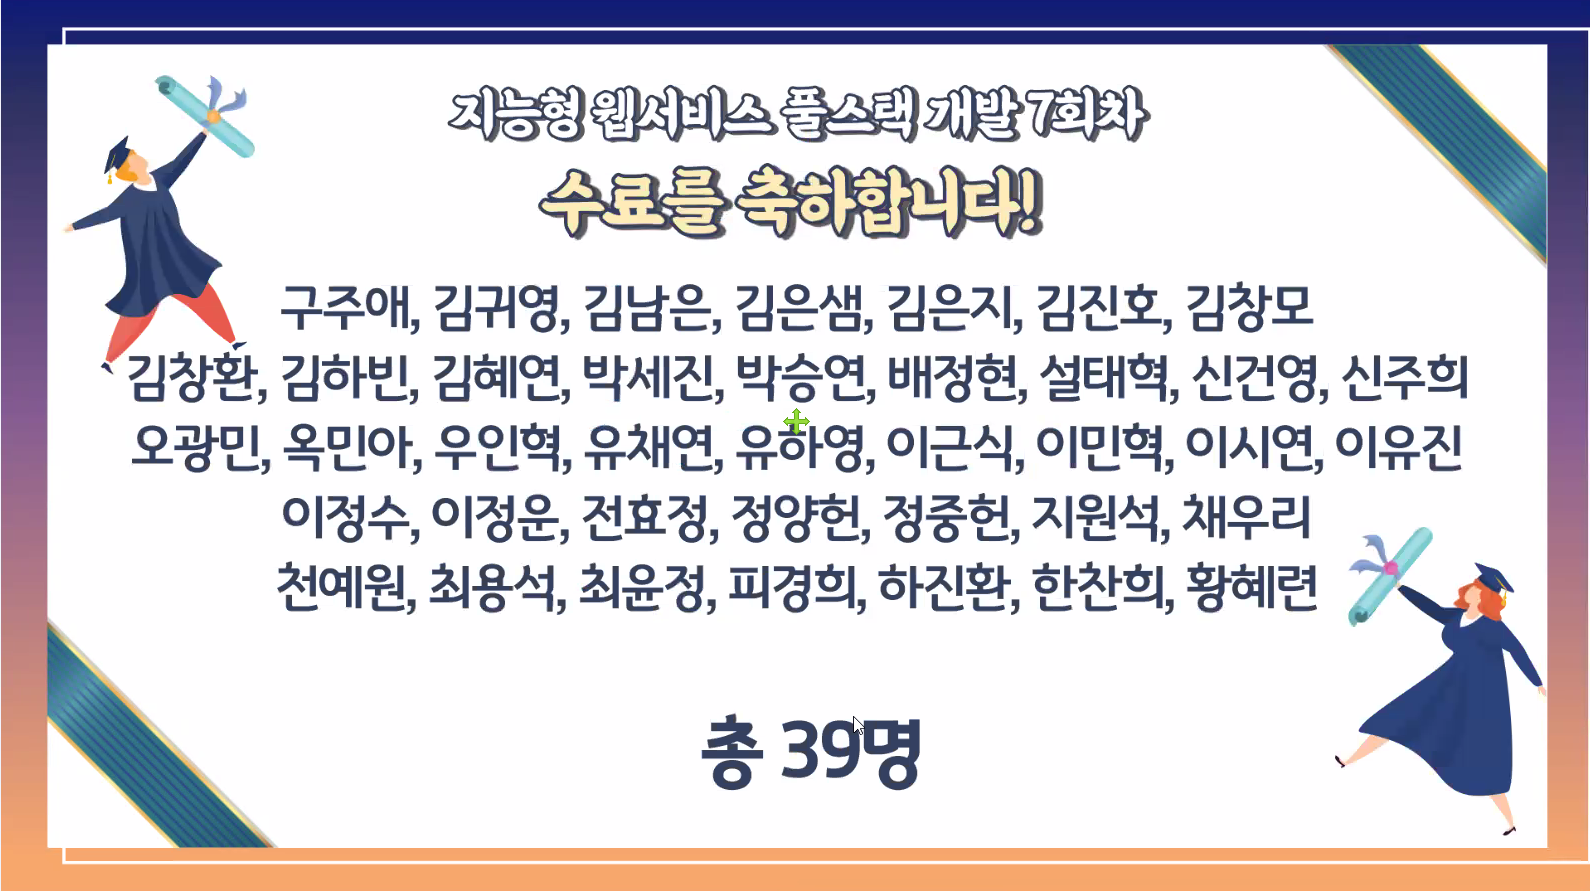 지능형 웹서비스 풀스택 개발 7회차
수료를 축하합니다!
구주애, 김귀영, 김남은, 김은샘, 김은지, 김진호, 김창모
김창환, 김하빈, 김혜연, 박세진, 박승연, 배정현, 설태혁, 신건영, 신주희
오광민, 옥민아, 우인혁, 유채연, 유하영, 이근식, 이민혁, 이시연, 이유진
이정수, 이정운, 전효정, 정양헌, 정중헌, 지원석, 채우리
천예원, 최용석, 최윤정, 피경희, 하진환, 한찬희, 황혜련
총 39명